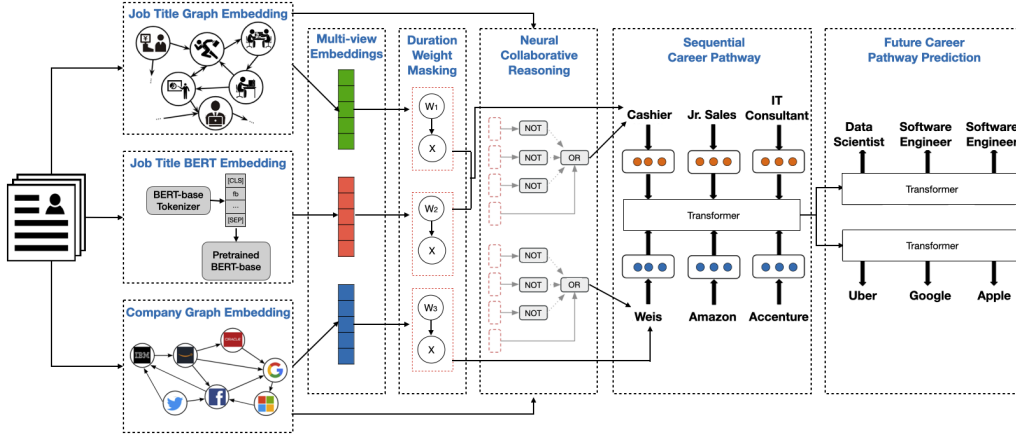 Job Title Graph Embedding
¥
...
...
...
Job Title BERT Embedding
BERT-base
Tokenizer
[CLS]
fb
...
[SEP]
Pretrained
BERT-base
Company Graph Embedding
IBM
ORACLE
Multi-view
Embeddings
Duration
Weight
Masking
W1
X
W2
X
W3
X
Neural
Collaborative
Reasoning
NOT
NOT
OR
NOT
NOT
NOT
OR
NOT
Sequential
Career Pathway
Cashier
Jr. Sales
IT
Consultant
Transformer
Weis
Amazon
Accenture
Future Career
Pathway Prediction
Data
Scientist
Software
Engineer
Software
Engineer
Transformer
Transformer
Uber
Google
Apple